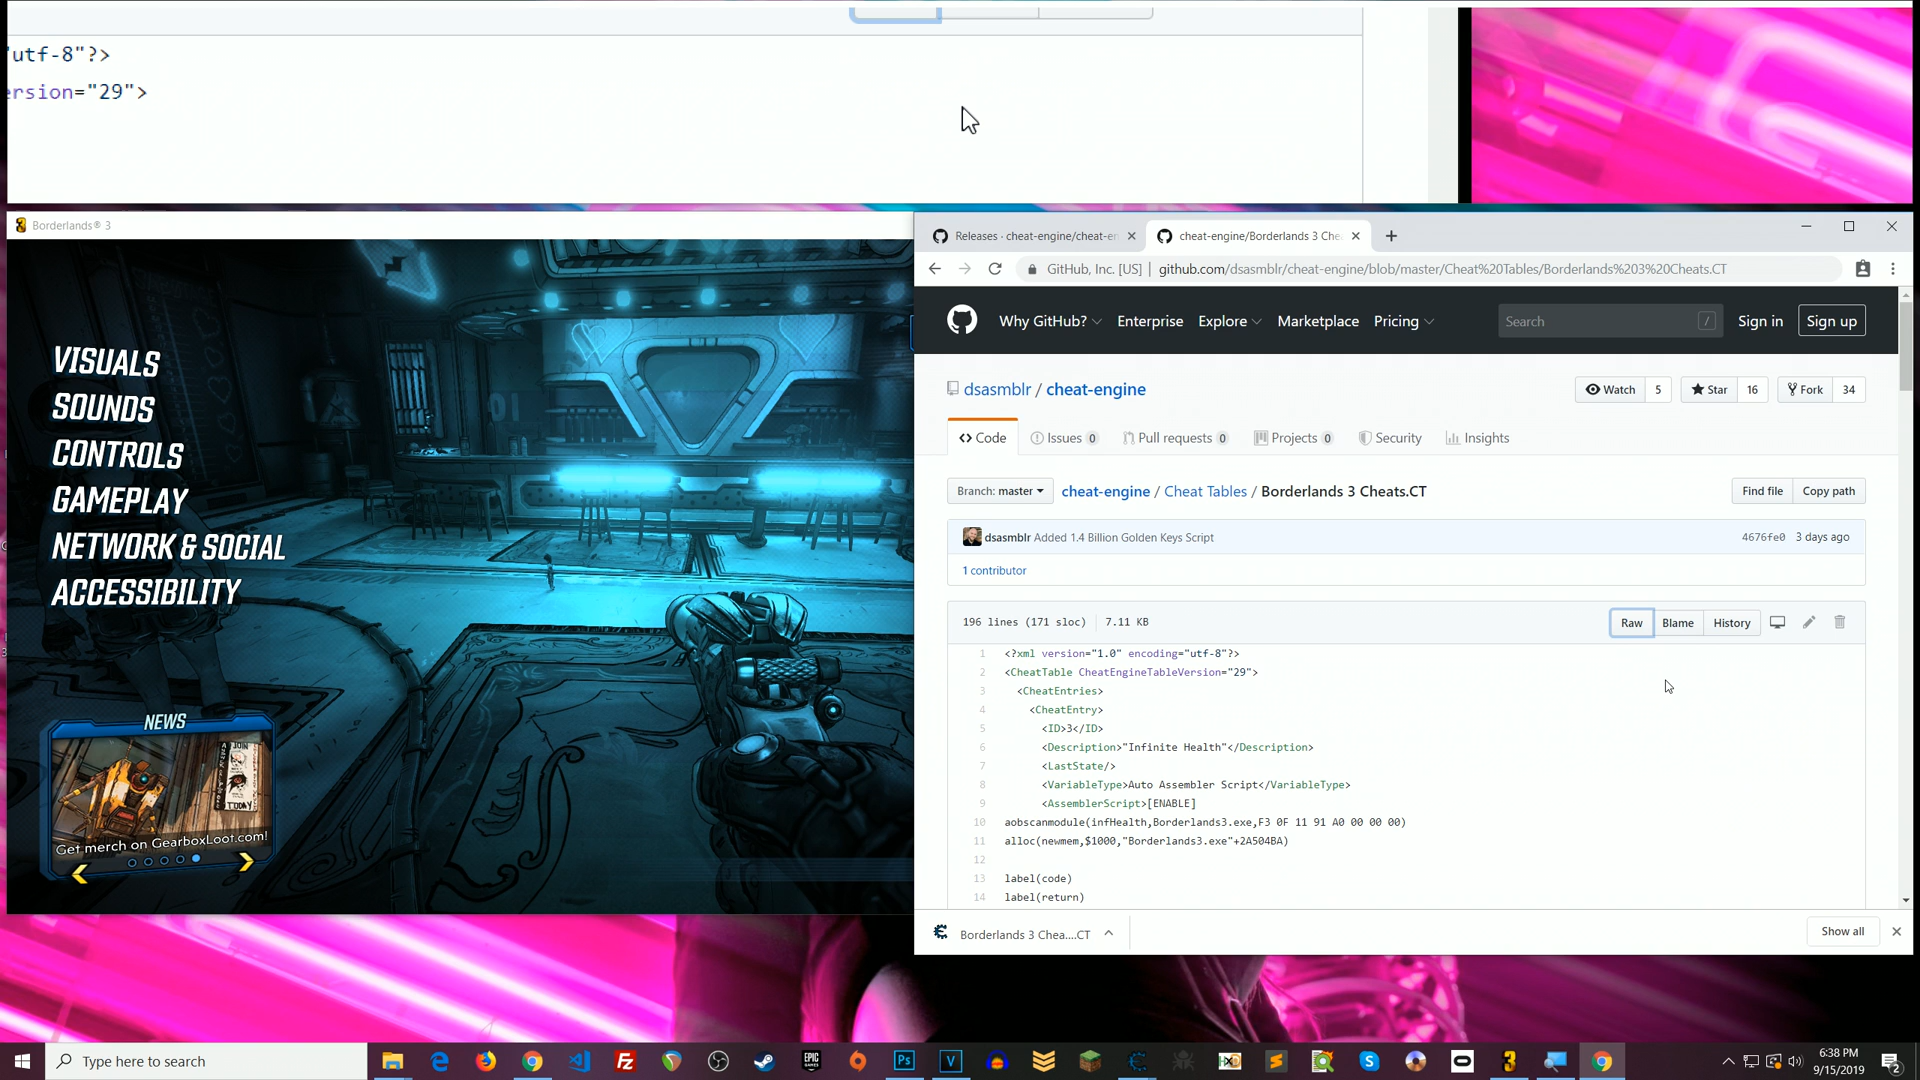 "utf-8"?>
ersion="29">
Borderlands® 3
VISUALS
SOUNDS
CONTROLS
GAMEPLAY
NETWORK & SOCIAL
ACCESSIBILITY
NEWS
JOIN
TODAY
Get merch on GearboxLoot.com!
Releases · cheat-engine/cheat-en
cheat-engine/Borderlands 3 Che
GitHub, Inc. [US] | github.com/dsasmblr/cheat-engine/blob/master/Cheat%20Tables/Borderlands%203%20Cheats.CT
Why GitHub? Enterprise Explore Marketplace Pricing Search / Sign in Sign up
dsasmblr / cheat-engine
Watch 5 Star 16 Fork 34
Code Issues 0 Pull requests 0 Projects 0 Security Insights
Branch: master cheat-engine / Cheat Tables / Borderlands 3 Cheats.CT Find file Copy path
dsasmblr Added 1.4 Billion Golden Keys Script 4676fe0 3 days ago
1 contributor
196 lines (171 sloc) 7.11 KB Raw Blame History
1 <?xml version="1.0" encoding="utf-8"?>
2 <CheatTable CheatEngineTableVersion="29">
3 <CheatEntries>
4 <CheatEntry>
5 <ID>3</ID>
6 <Description>"Infinite Health"</Description>
7 <LastState/>
8 <VariableType>Auto Assembler Script</VariableType>
9 <AssemblerScript>[ENABLE]
10 aobscanmodule(infHealth,Borderlands3.exe,F3 0F 11 91 A0 00 00 00)
11 alloc(newmem,$1000,"Borderlands3.exe"+2A504BA)
12
13 label(code)
14 label(return)
Borderlands 3 Chea....CT Show all
Type here to search
Ps
V
6:38 PM
9/15/2019
2